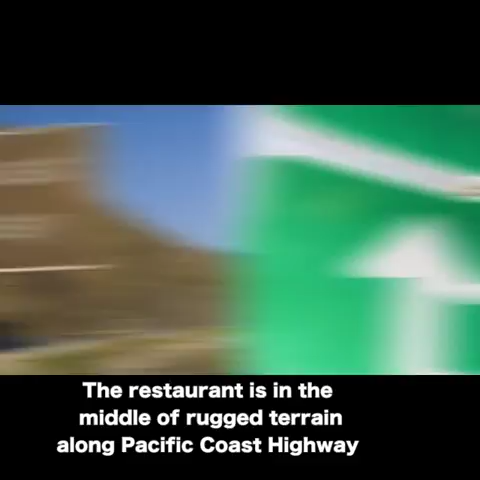 The restaurant is in the
middle of rugged terrain
along Pacific Coast Highway